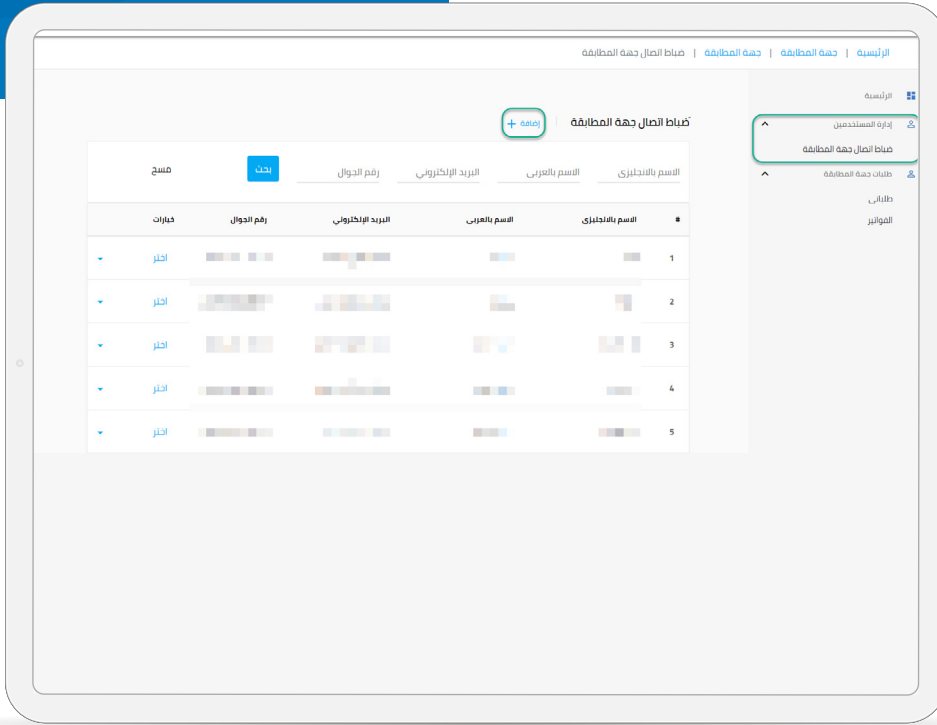 الرئيسية | جهة المطابقة | جهة المطابقة | ضباط اتصال جهة المطابقة
الرئيسية
إدارة المستخدمين
ضباط اتصال جهة المطابقة
طلبات جهة المطابقة
طلباتي
الفواتير
ضباط اتصال جهة المطابقة | إضافة +
الاسم بالانجليزي الاسم بالعربي البريد الإلكتروني رقم الجوال بحث مسح
# الاسم بالانجليزي الاسم بالعربي البريد الإلكتروني رقم الجوال خيارات
1 اختر
2 اختر
3 اختر
4 اختر
5 اختر